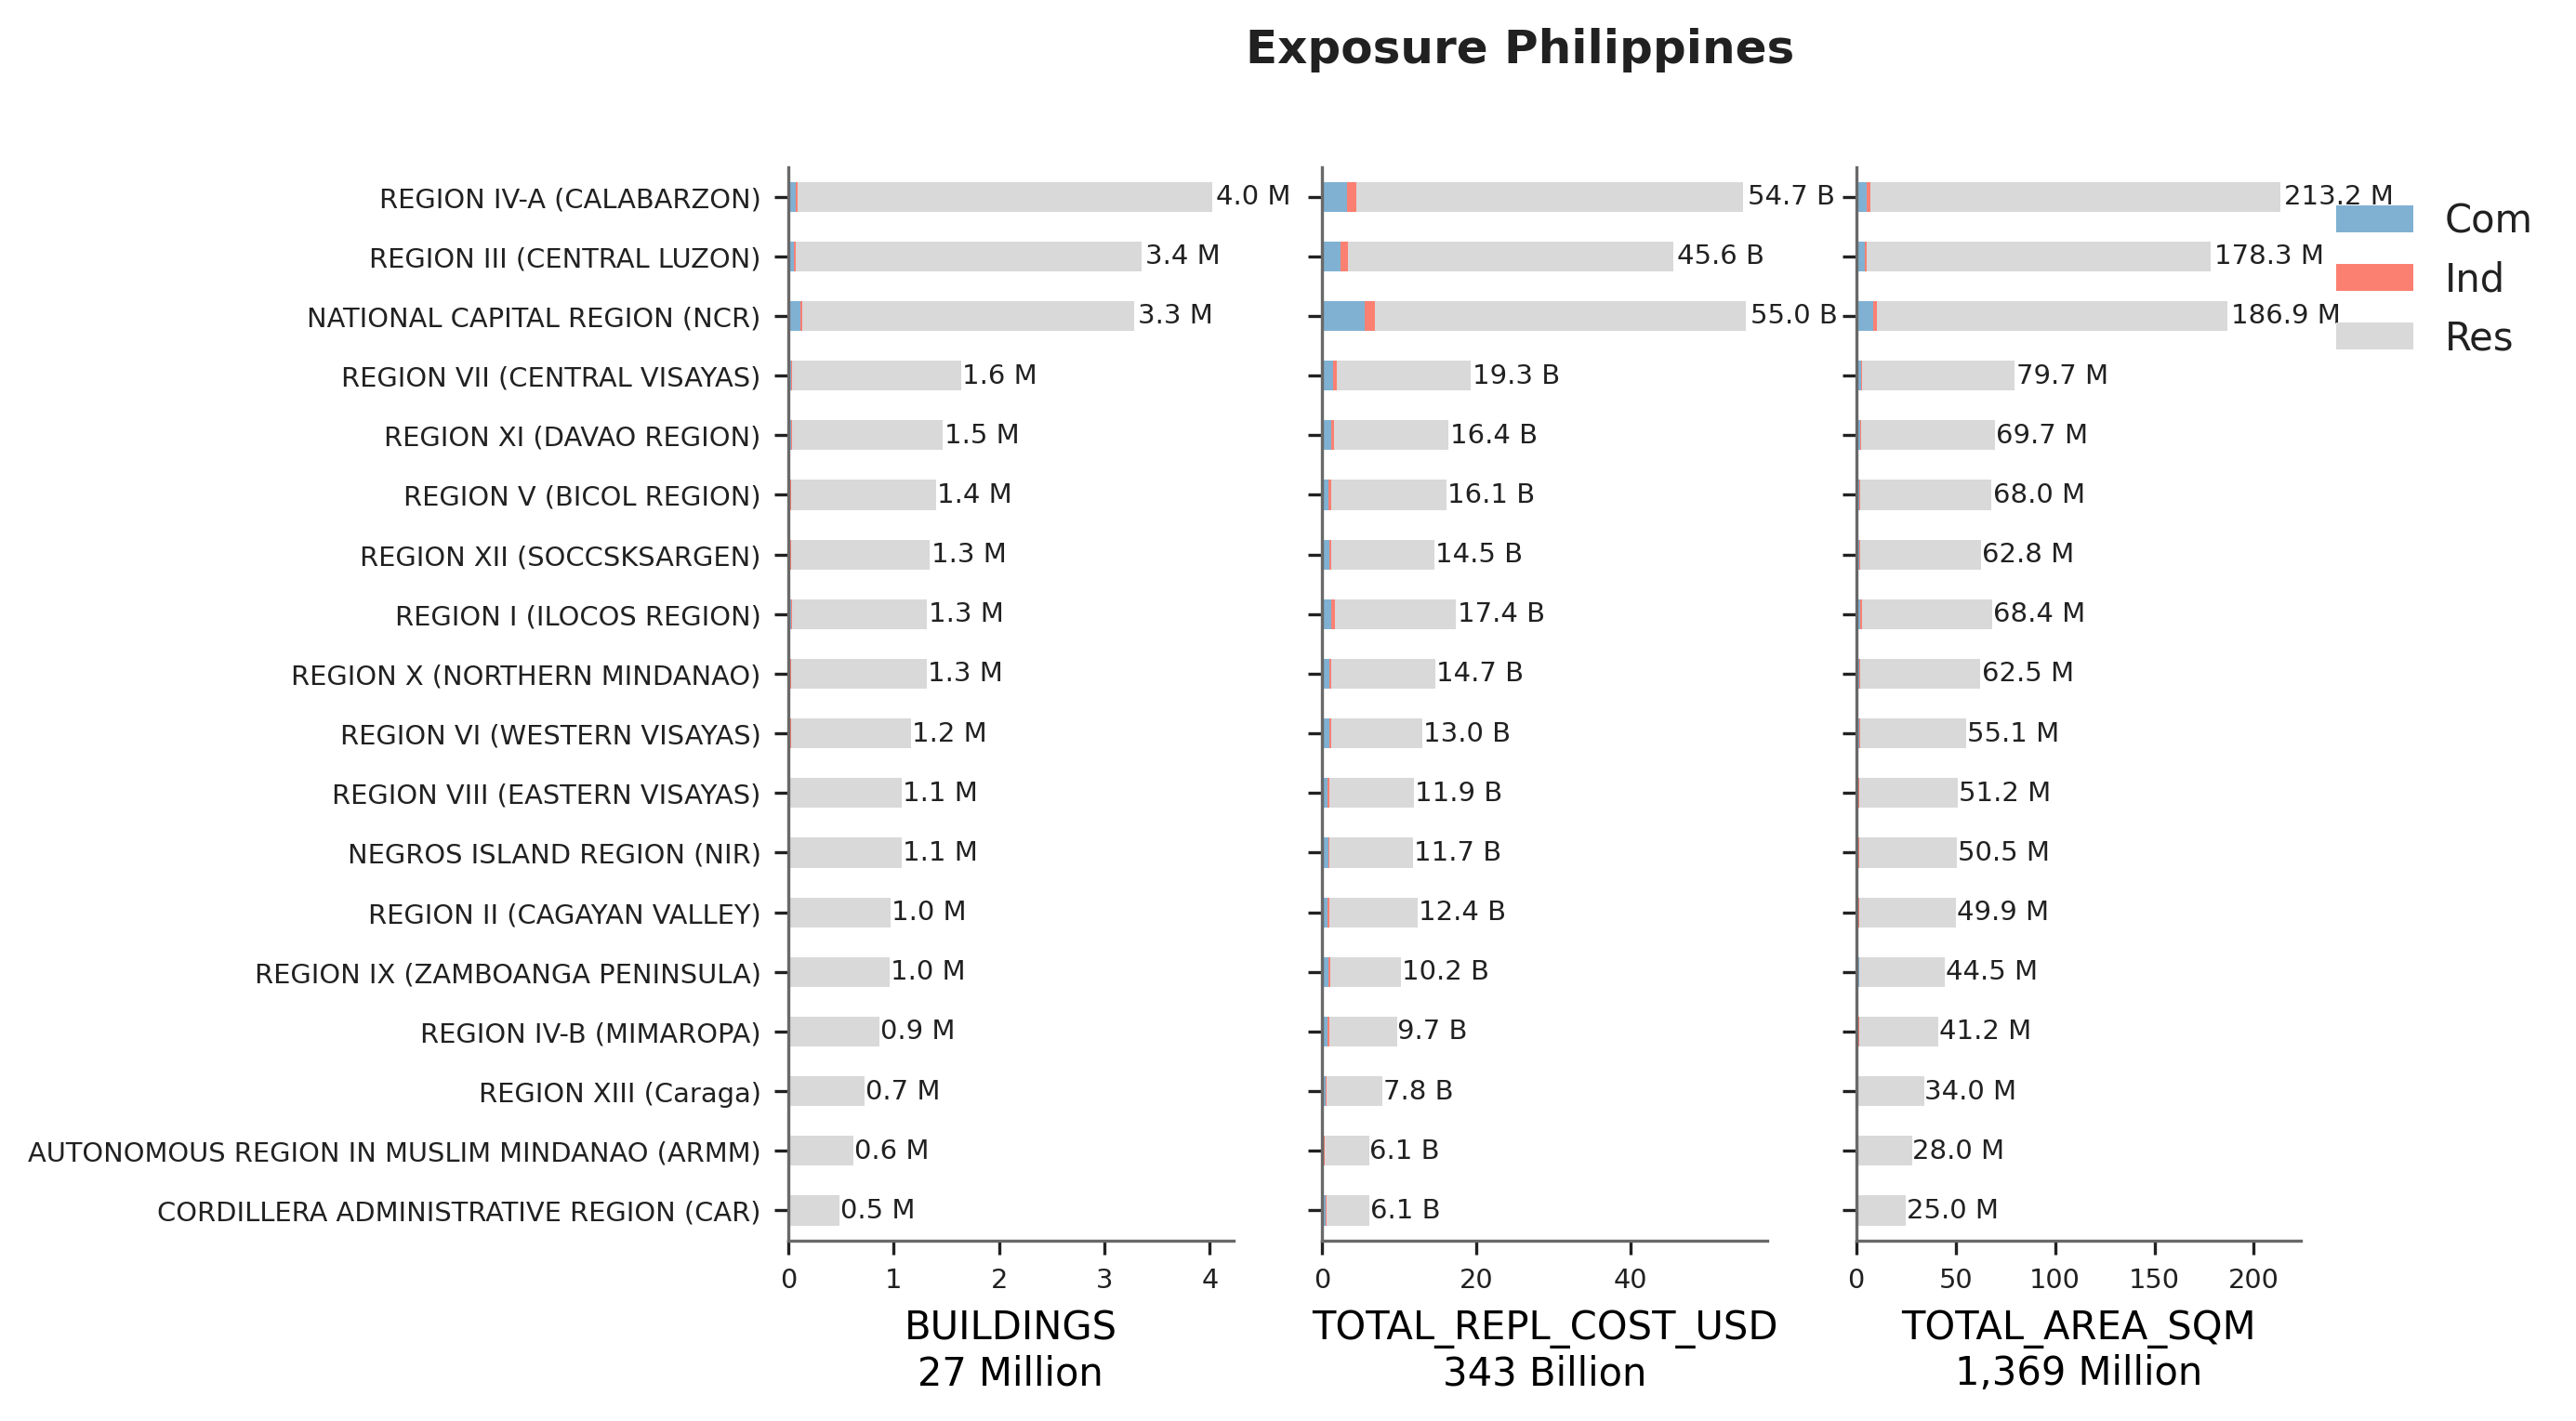 Exposure Philippines
REGION IV-A (CALABARZON) 4.0 M 54.7 B 213.2 M
REGION III (CENTRAL LUZON) 3.4 M 45.6 B 178.3 M
NATIONAL CAPITAL REGION (NCR) 3.3 M 55.0 B 186.9 M
REGION VII (CENTRAL VISAYAS) 1.6 M 19.3 B 79.7 M
REGION XI (DAVAO REGION) 1.5 M 16.4 B 69.7 M
REGION V (BICOL REGION) 1.4 M 16.1 B 68.0 M
REGION XII (SOCCSKSARGEN) 1.3 M 14.5 B 62.8 M
REGION I (ILOCOS REGION) 1.3 M 17.4 B 68.4 M
REGION X (NORTHERN MINDANAO) 1.3 M 14.7 B 62.5 M
REGION VI (WESTERN VISAYAS) 1.2 M 13.0 B 55.1 M
REGION VIII (EASTERN VISAYAS) 1.1 M 11.9 B 51.2 M
NEGROS ISLAND REGION (NIR) 1.1 M 11.7 B 50.5 M
REGION II (CAGAYAN VALLEY) 1.0 M 12.4 B 49.9 M
REGION IX (ZAMBOANGA PENINSULA) 1.0 M 10.2 B 44.5 M
REGION IV-B (MIMAROPA) 0.9 M 9.7 B 41.2 M
REGION XIII (Caraga) 0.7 M 7.8 B 34.0 M
AUTONOMOUS REGION IN MUSLIM MINDANAO (ARMM) 0.6 M 6.1 B 28.0 M
CORDILLERA ADMINISTRATIVE REGION (CAR) 0.5 M 6.1 B 25.0 M
0 1 2 3 4
BUILDINGS
27 Million
0 20 40
TOTAL_REPL_COST_USD
343 Billion
0 50 100 150 200
TOTAL_AREA_SQM
1,369 Million
Com
Ind
Res